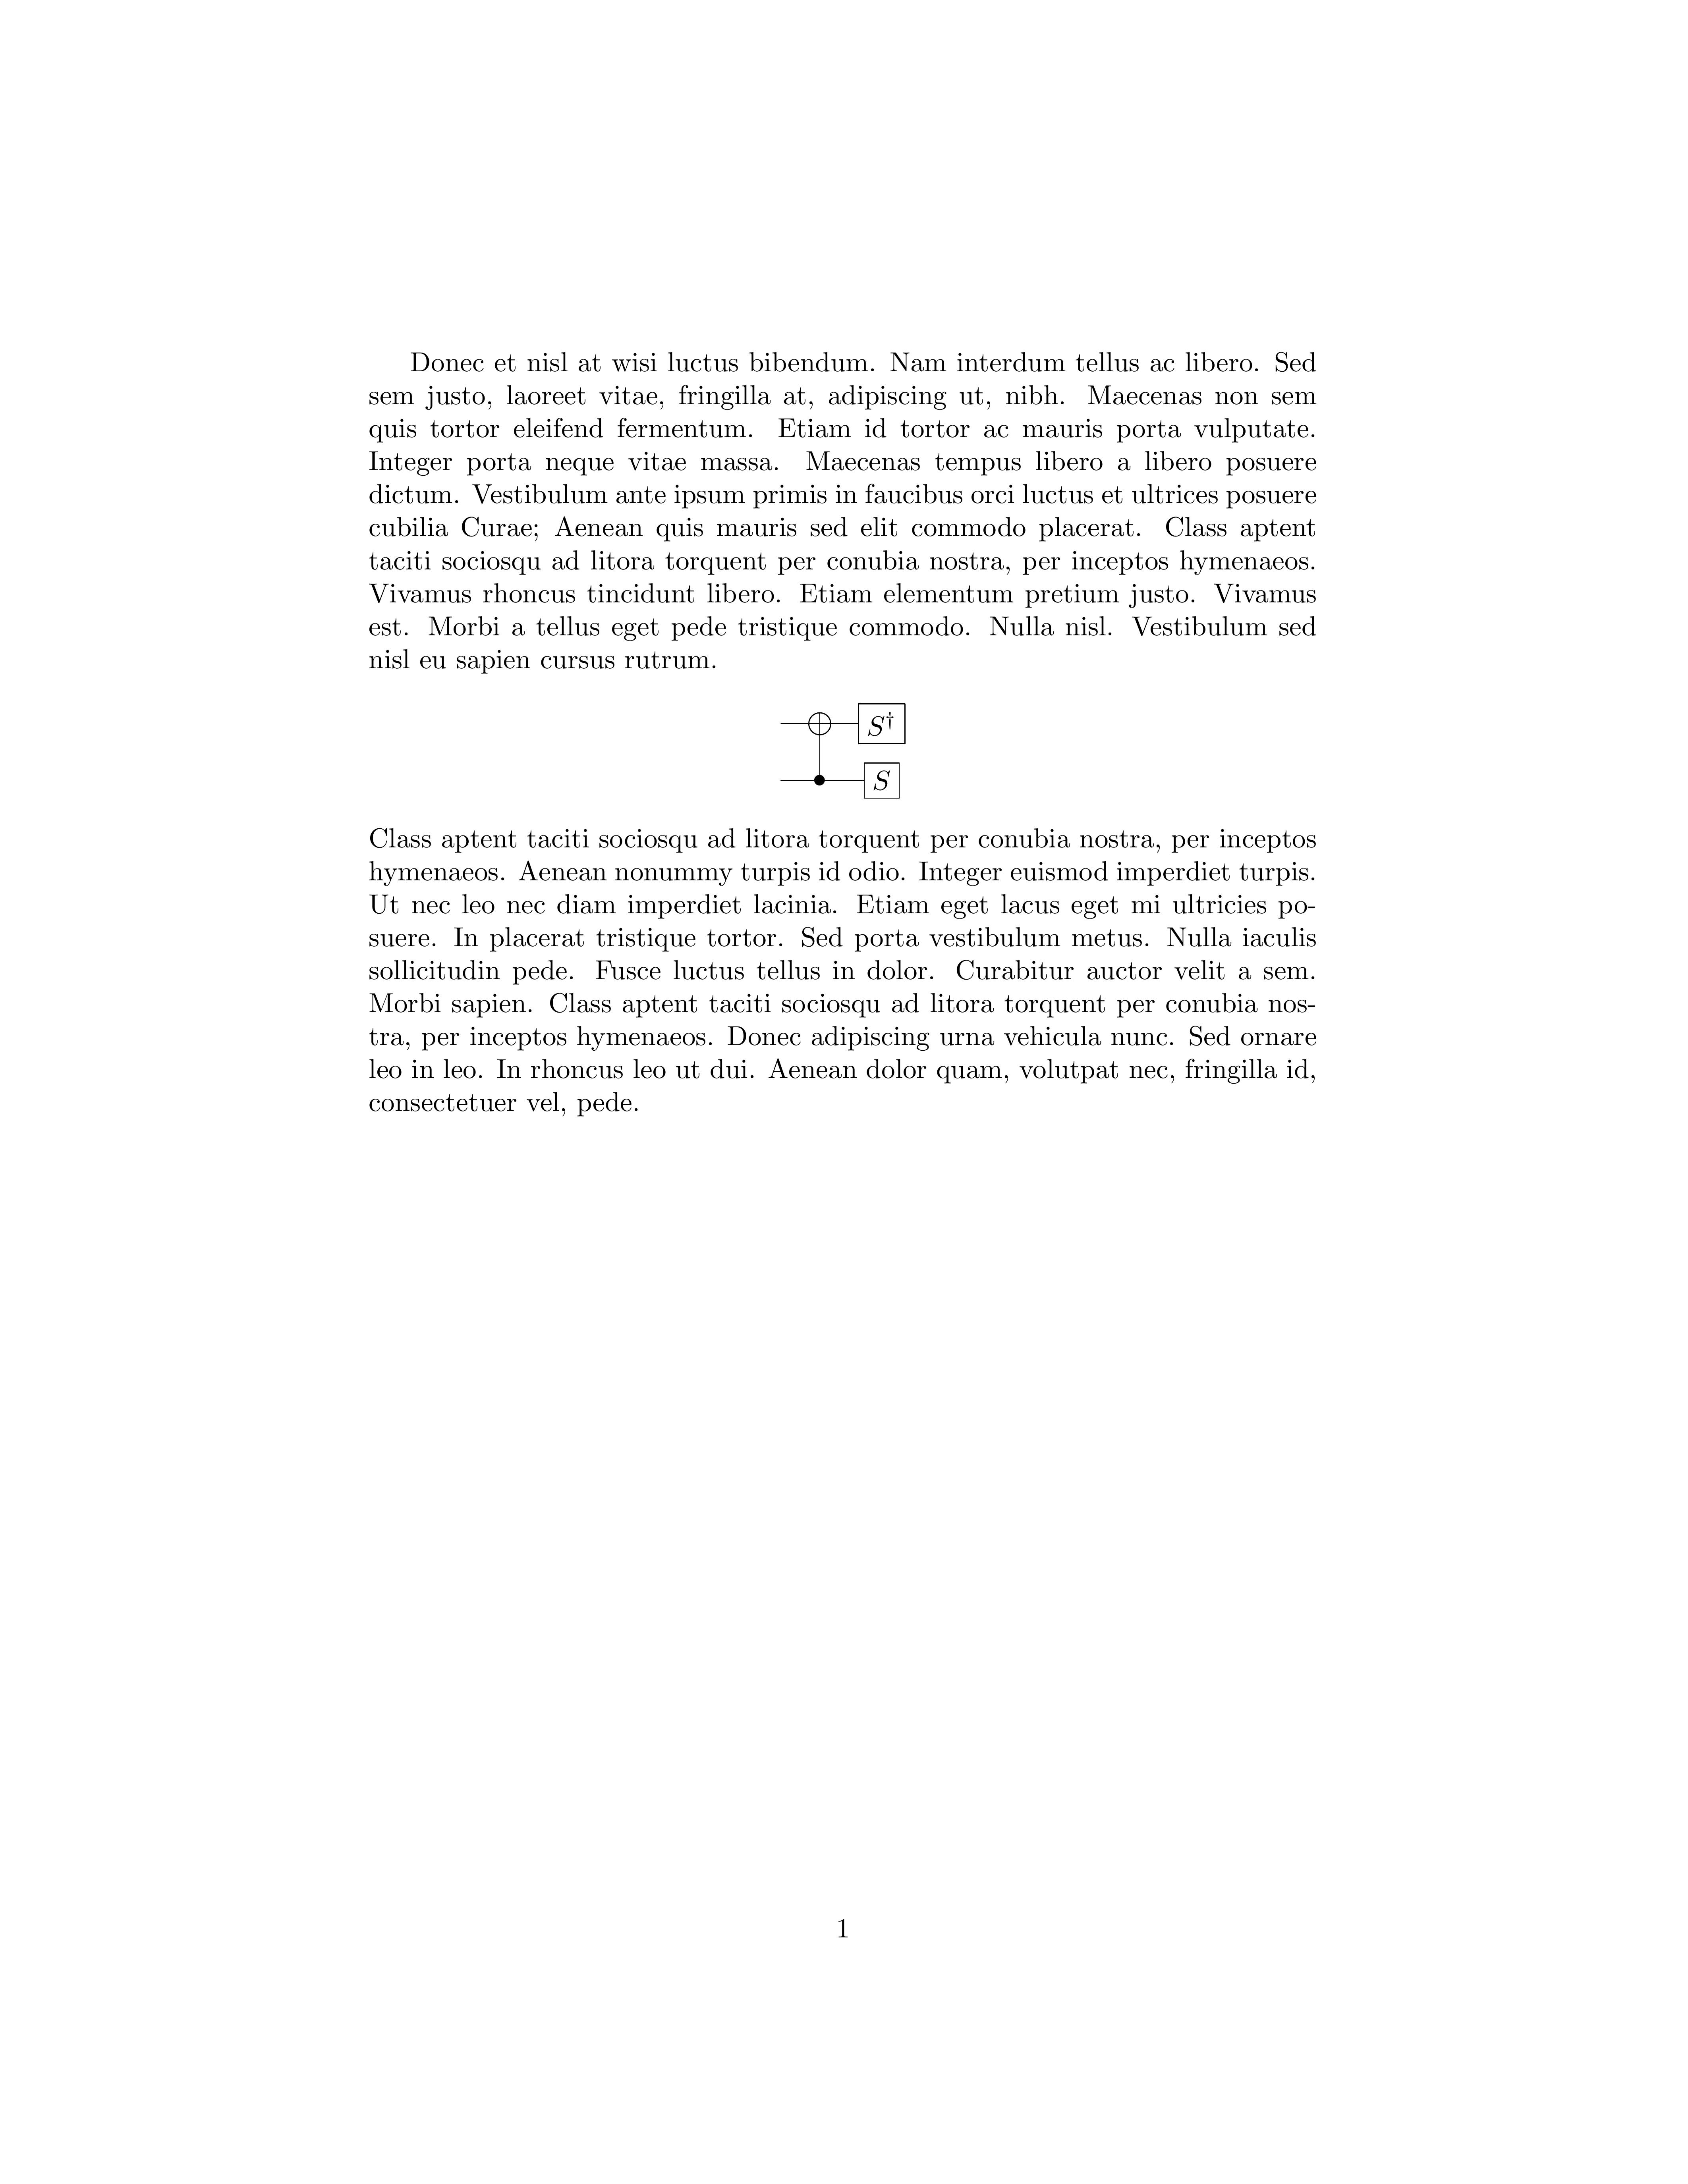 Donec et nisl at wisi luctus bibendum. Nam interdum tellus ac libero. Sed
sem justo, laoreet vitae, fringilla at, adipiscing ut, nibh. Maecenas non sem
quis tortor eleifend fermentum. Etiam id tortor ac mauris porta vulputate.
Integer porta neque vitae massa. Maecenas tempus libero a libero posuere
dictum. Vestibulum ante ipsum primis in faucibus orci luctus et ultrices posuere
cubilia Curae; Aenean quis mauris sed elit commodo placerat. Class aptent
taciti sociosqu ad litora torquent per conubia nostra, per inceptos hymenaeos.
Vivamus rhoncus tincidunt libero. Etiam elementum pretium justo. Vivamus
est. Morbi a tellus eget pede tristique commodo. Nulla nisl. Vestibulum sed
nisl eu sapien cursus rutrum.
S†
S
Class aptent taciti sociosqu ad litora torquent per conubia nostra, per inceptos
hymenaeos. Aenean nonummy turpis id odio. Integer euismod imperdiet turpis.
Ut nec leo nec diam imperdiet lacinia. Etiam eget lacus eget mi ultricies po-
suere. In placerat tristique tortor. Sed porta vestibulum metus. Nulla iaculis
sollicitudin pede. Fusce luctus tellus in dolor. Curabitur auctor velit a sem.
Morbi sapien. Class aptent taciti sociosqu ad litora torquent per conubia nos-
tra, per inceptos hymenaeos. Donec adipiscing urna vehicula nunc. Sed ornare
leo in leo. In rhoncus leo ut dui. Aenean dolor quam, volutpat nec, fringilla id,
consectetuer vel, pede.
1